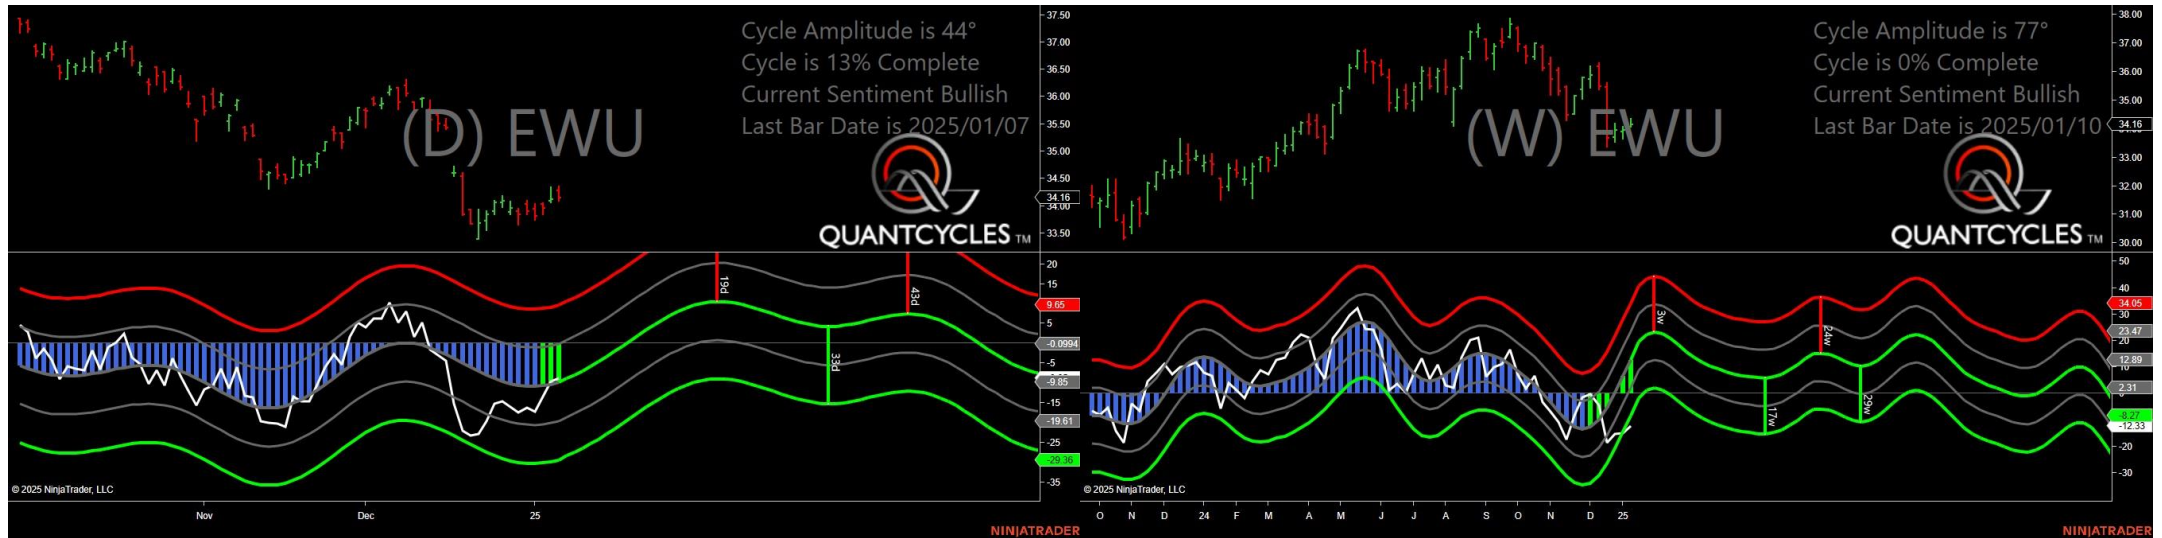 Cycle Amplitude is 44°
Cycle is 13% Complete
Current Sentiment Bullish
Last Bar Date is 2025/01/07
(D) EWU
QUANTCYCLES TM
37.50
37.00
36.50
36.00
35.50
35.00
34.50
34.16
34.00
33.50
19d
43d
33d
20
15
9.65
5
-0.0994
-5
-9.85
-15
-19.61
-25
-29.36
-35
© 2025 NinjaTrader, LLC
Nov
Dec
25
NINJATRADER
Cycle Amplitude is 77°
Cycle is 0% Complete
Current Sentiment Bullish
Last Bar Date is 2025/01/10
(W) EWU
QUANTCYCLES TM
38.00
37.00
36.00
35.00
34.16
33.00
32.00
31.00
30.00
3w
24w
17w
29w
50
40
34.05
30
23.47
20
12.89
2.31
-8.27
-12.33
-20
-30
© 2025 NinjaTrader, LLC
O N D 24 F M A M J J A S O N D 25
NINJATRADER